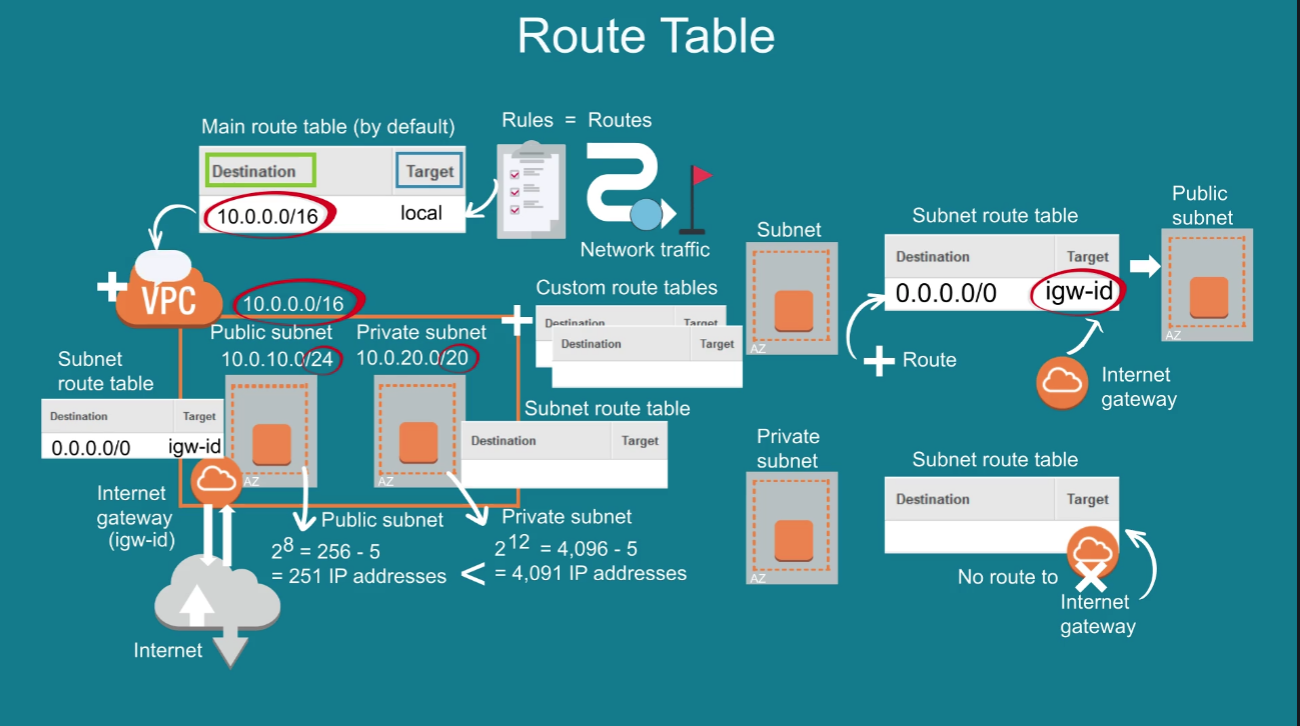 Route Table
Main route table (by default)
Destination Target
10.0.0.0/16 local
Rules = Routes
Network traffic
VPC
10.0.0.0/16
Public subnet
10.0.10.0/24
Private subnet
10.0.20.0/20
Subnet
route table
Destination Target
0.0.0.0/0 igw-id
AZ
AZ
Internet
gateway
(igw-id)
Internet
Custom route tables
Destination Target
Destination Target
Subnet route table
Destination Target
Public subnet
2^8 = 256 - 5
= 251 IP addresses
<
Private subnet
2^12 = 4,096 - 5
= 4,091 IP addresses
Subnet
AZ
Subnet route table
Destination Target
0.0.0.0/0 igw-id
Route
Internet
gateway
Public
subnet
AZ
Private
subnet
AZ
Subnet route table
Destination Target
No route to
Internet
gateway